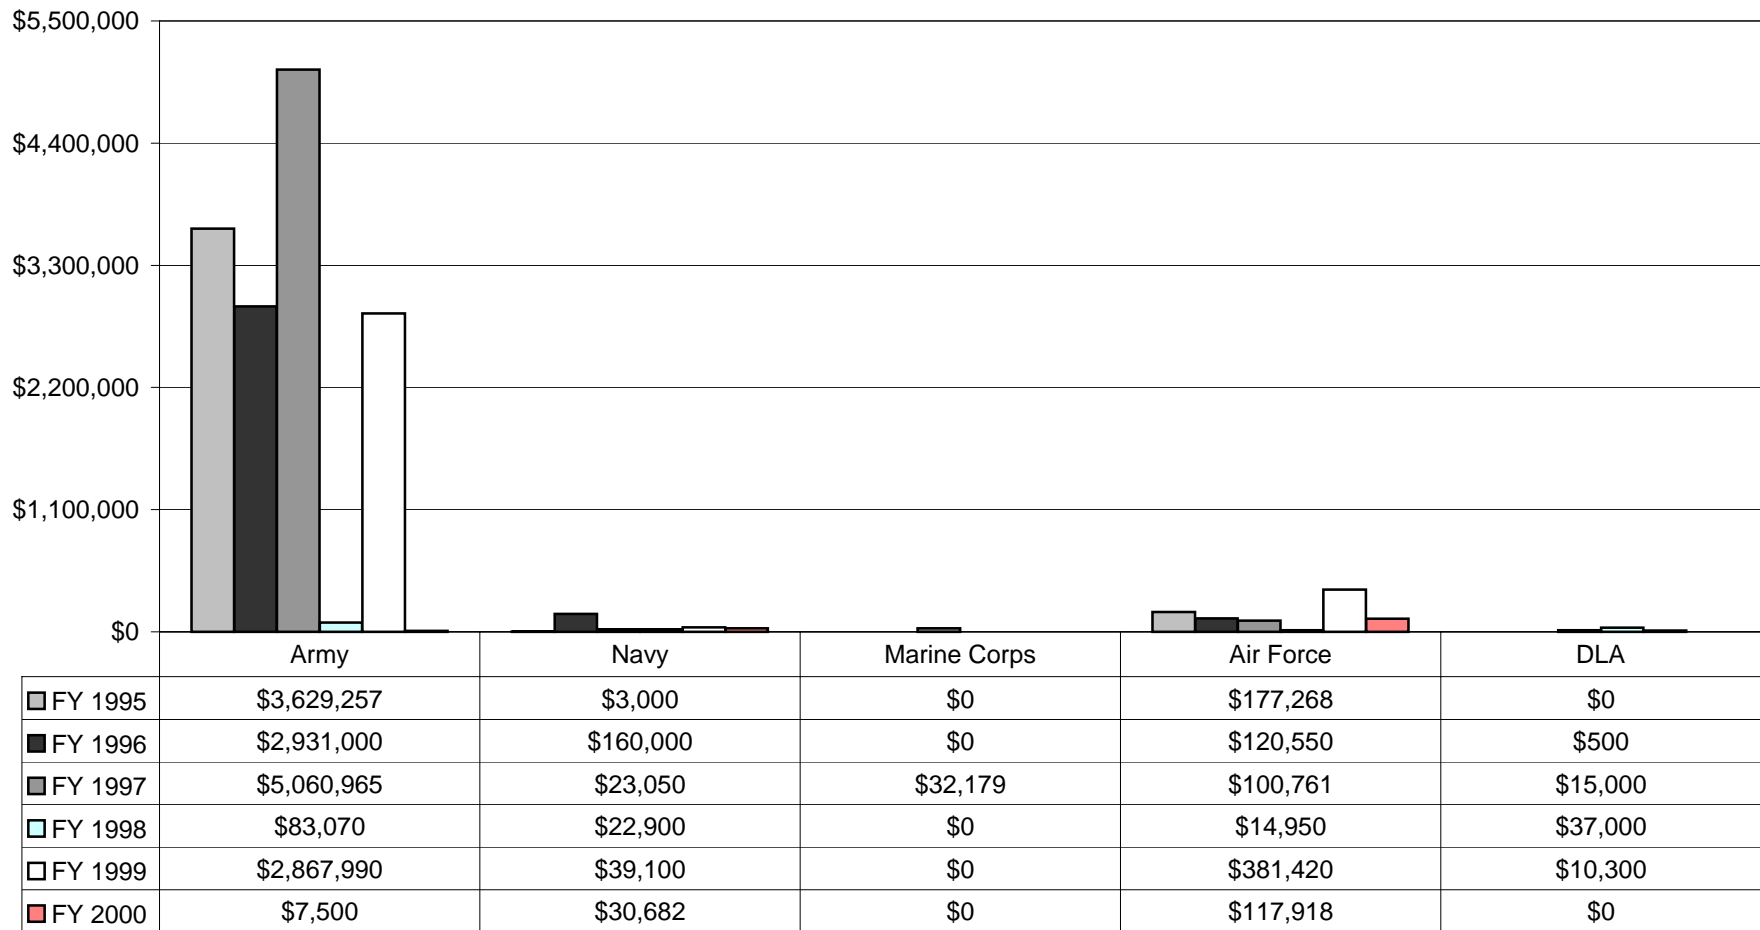 $5,500,000
$4,400,000
$3,300,000
$2,200,000
$1,100,000
$0
Army Navy Marine Corps Air Force DLA
FY 1995 $3,629,257 $3,000 $0 $177,268 $0
FY 1996 $2,931,000 $160,000 $0 $120,550 $500
FY 1997 $5,060,965 $23,050 $32,179 $100,761 $15,000
FY 1998 $83,070 $22,900 $0 $14,950 $37,000
FY 1999 $2,867,990 $39,100 $0 $381,420 $10,300
FY 2000 $7,500 $30,682 $0 $117,918 $0